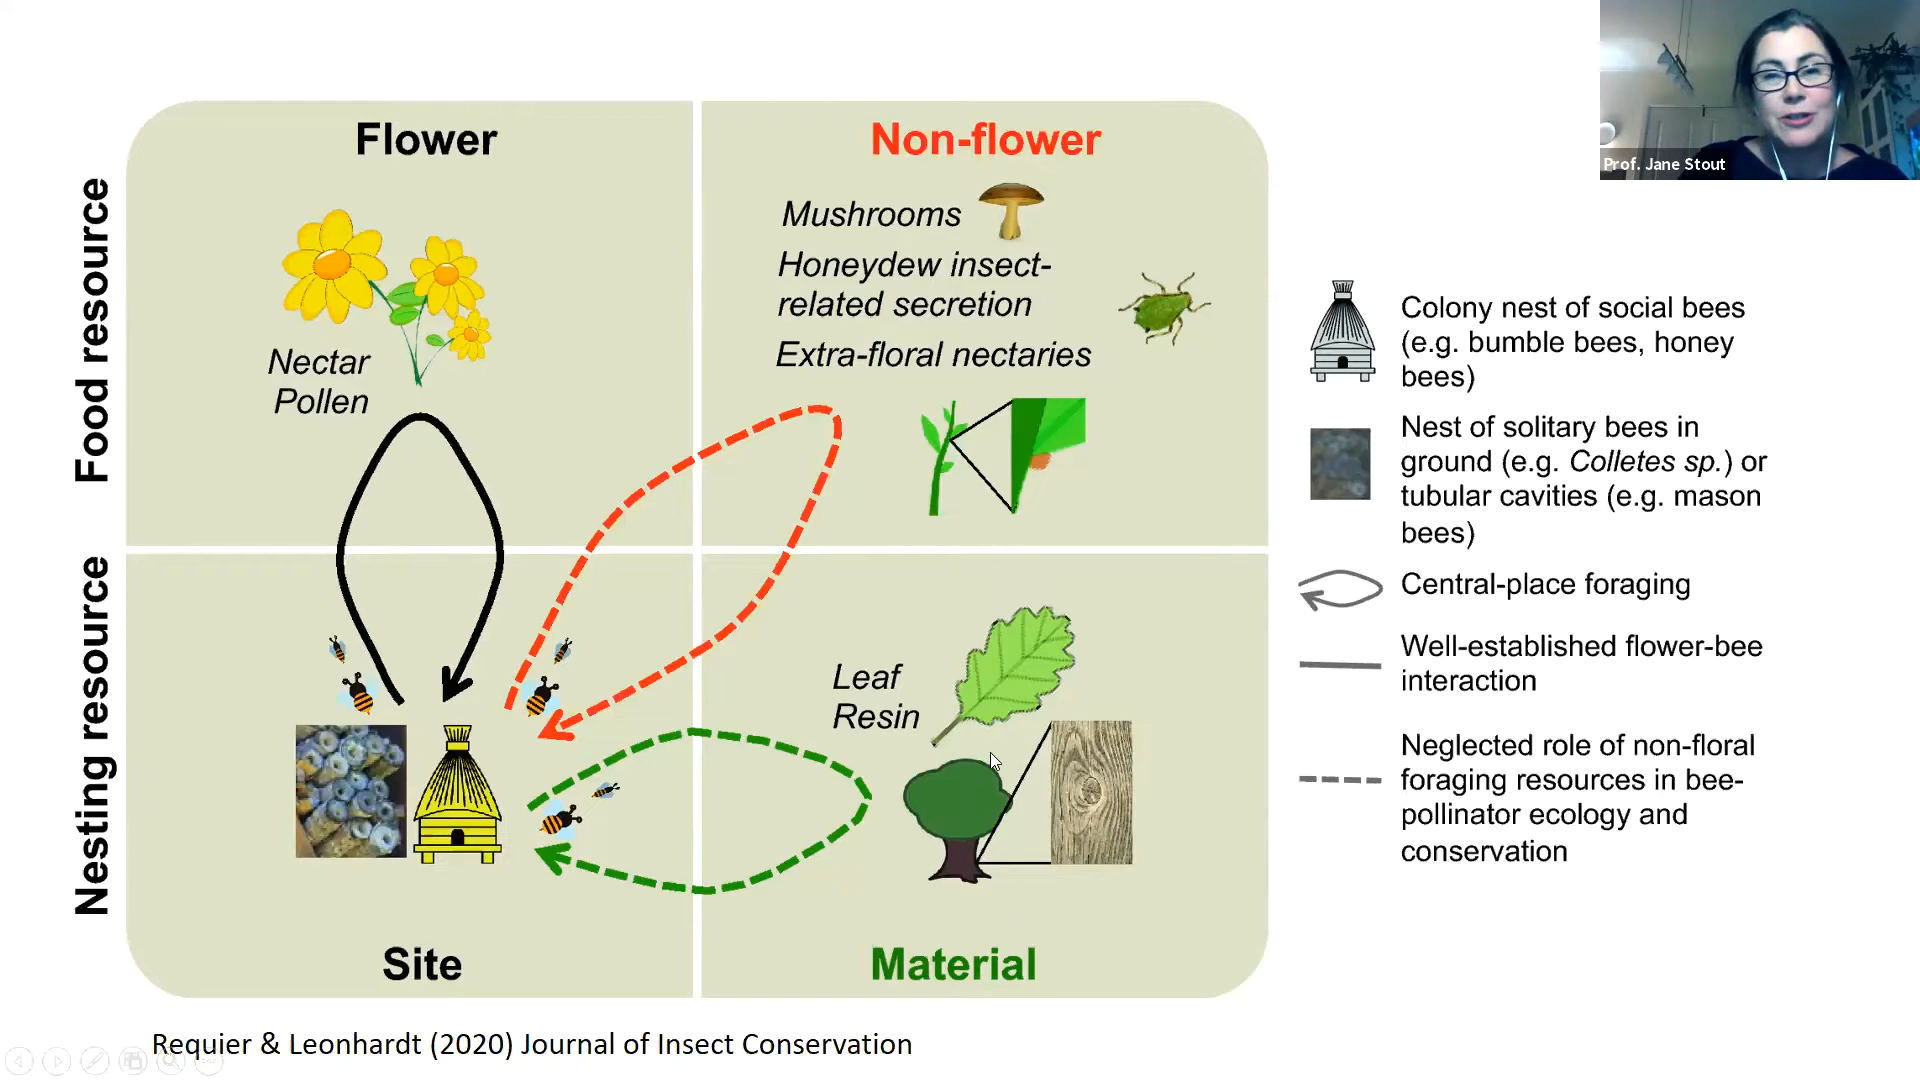 Prof. Jane Stout
Flower
Non-flower
Food resource
Nectar
Pollen
Mushrooms
Honeydew insect-
related secretion
Extra-floral nectaries
Nesting resource
Leaf
Resin
Site
Material
Colony nest of social bees
(e.g. bumble bees, honey
bees)
Nest of solitary bees in
ground (e.g. Colletes sp.) or
tubular cavities (e.g. mason
bees)
Central-place foraging
Well-established flower-bee
interaction
Neglected role of non-floral
foraging resources in bee-
pollinator ecology and
conservation
Requier & Leonhardt (2020) Journal of Insect Conservation